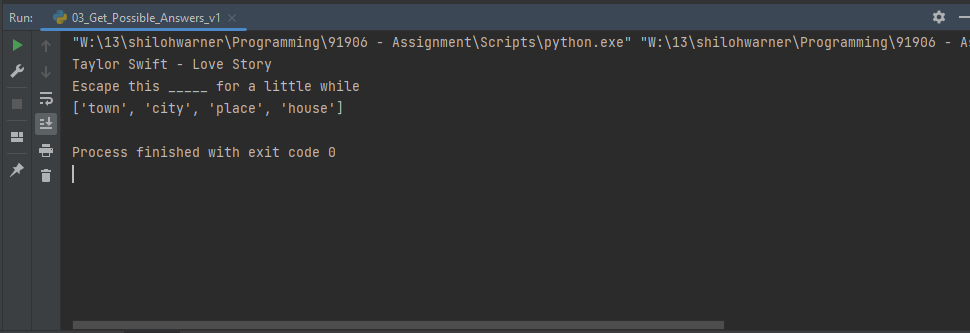 Run: 03_Get_Possible_Answers_v1
"W:\13\shilohwarner\Programming\91906 - Assignment\Scripts\python.exe" "W:\13\shilohwarner\Programming\91906 -
Taylor Swift - Love Story
Escape this _____ for a little while
['town', 'city', 'place', 'house']
Process finished with exit code 0